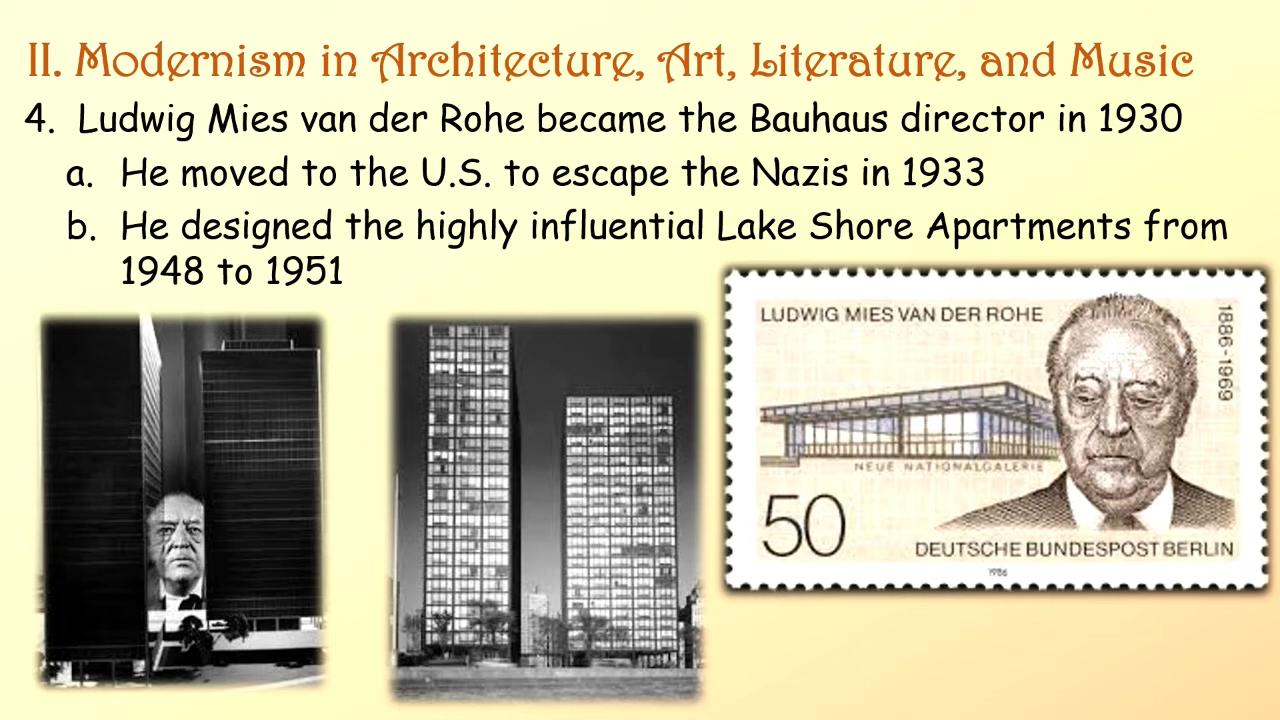 II. Modernism in Architecture, Art, Literature, and Music
4. Ludwig Mies van der Rohe became the Bauhaus director in 1930
a. He moved to the U.S. to escape the Nazis in 1933
b. He designed the highly influential Lake Shore Apartments from
1948 to 1951
LUDWIG MIES VAN DER ROHE
1886-1969
NEUE NATIONALGALERIE
50
DEUTSCHE BUNDESPOST BERLIN
1986